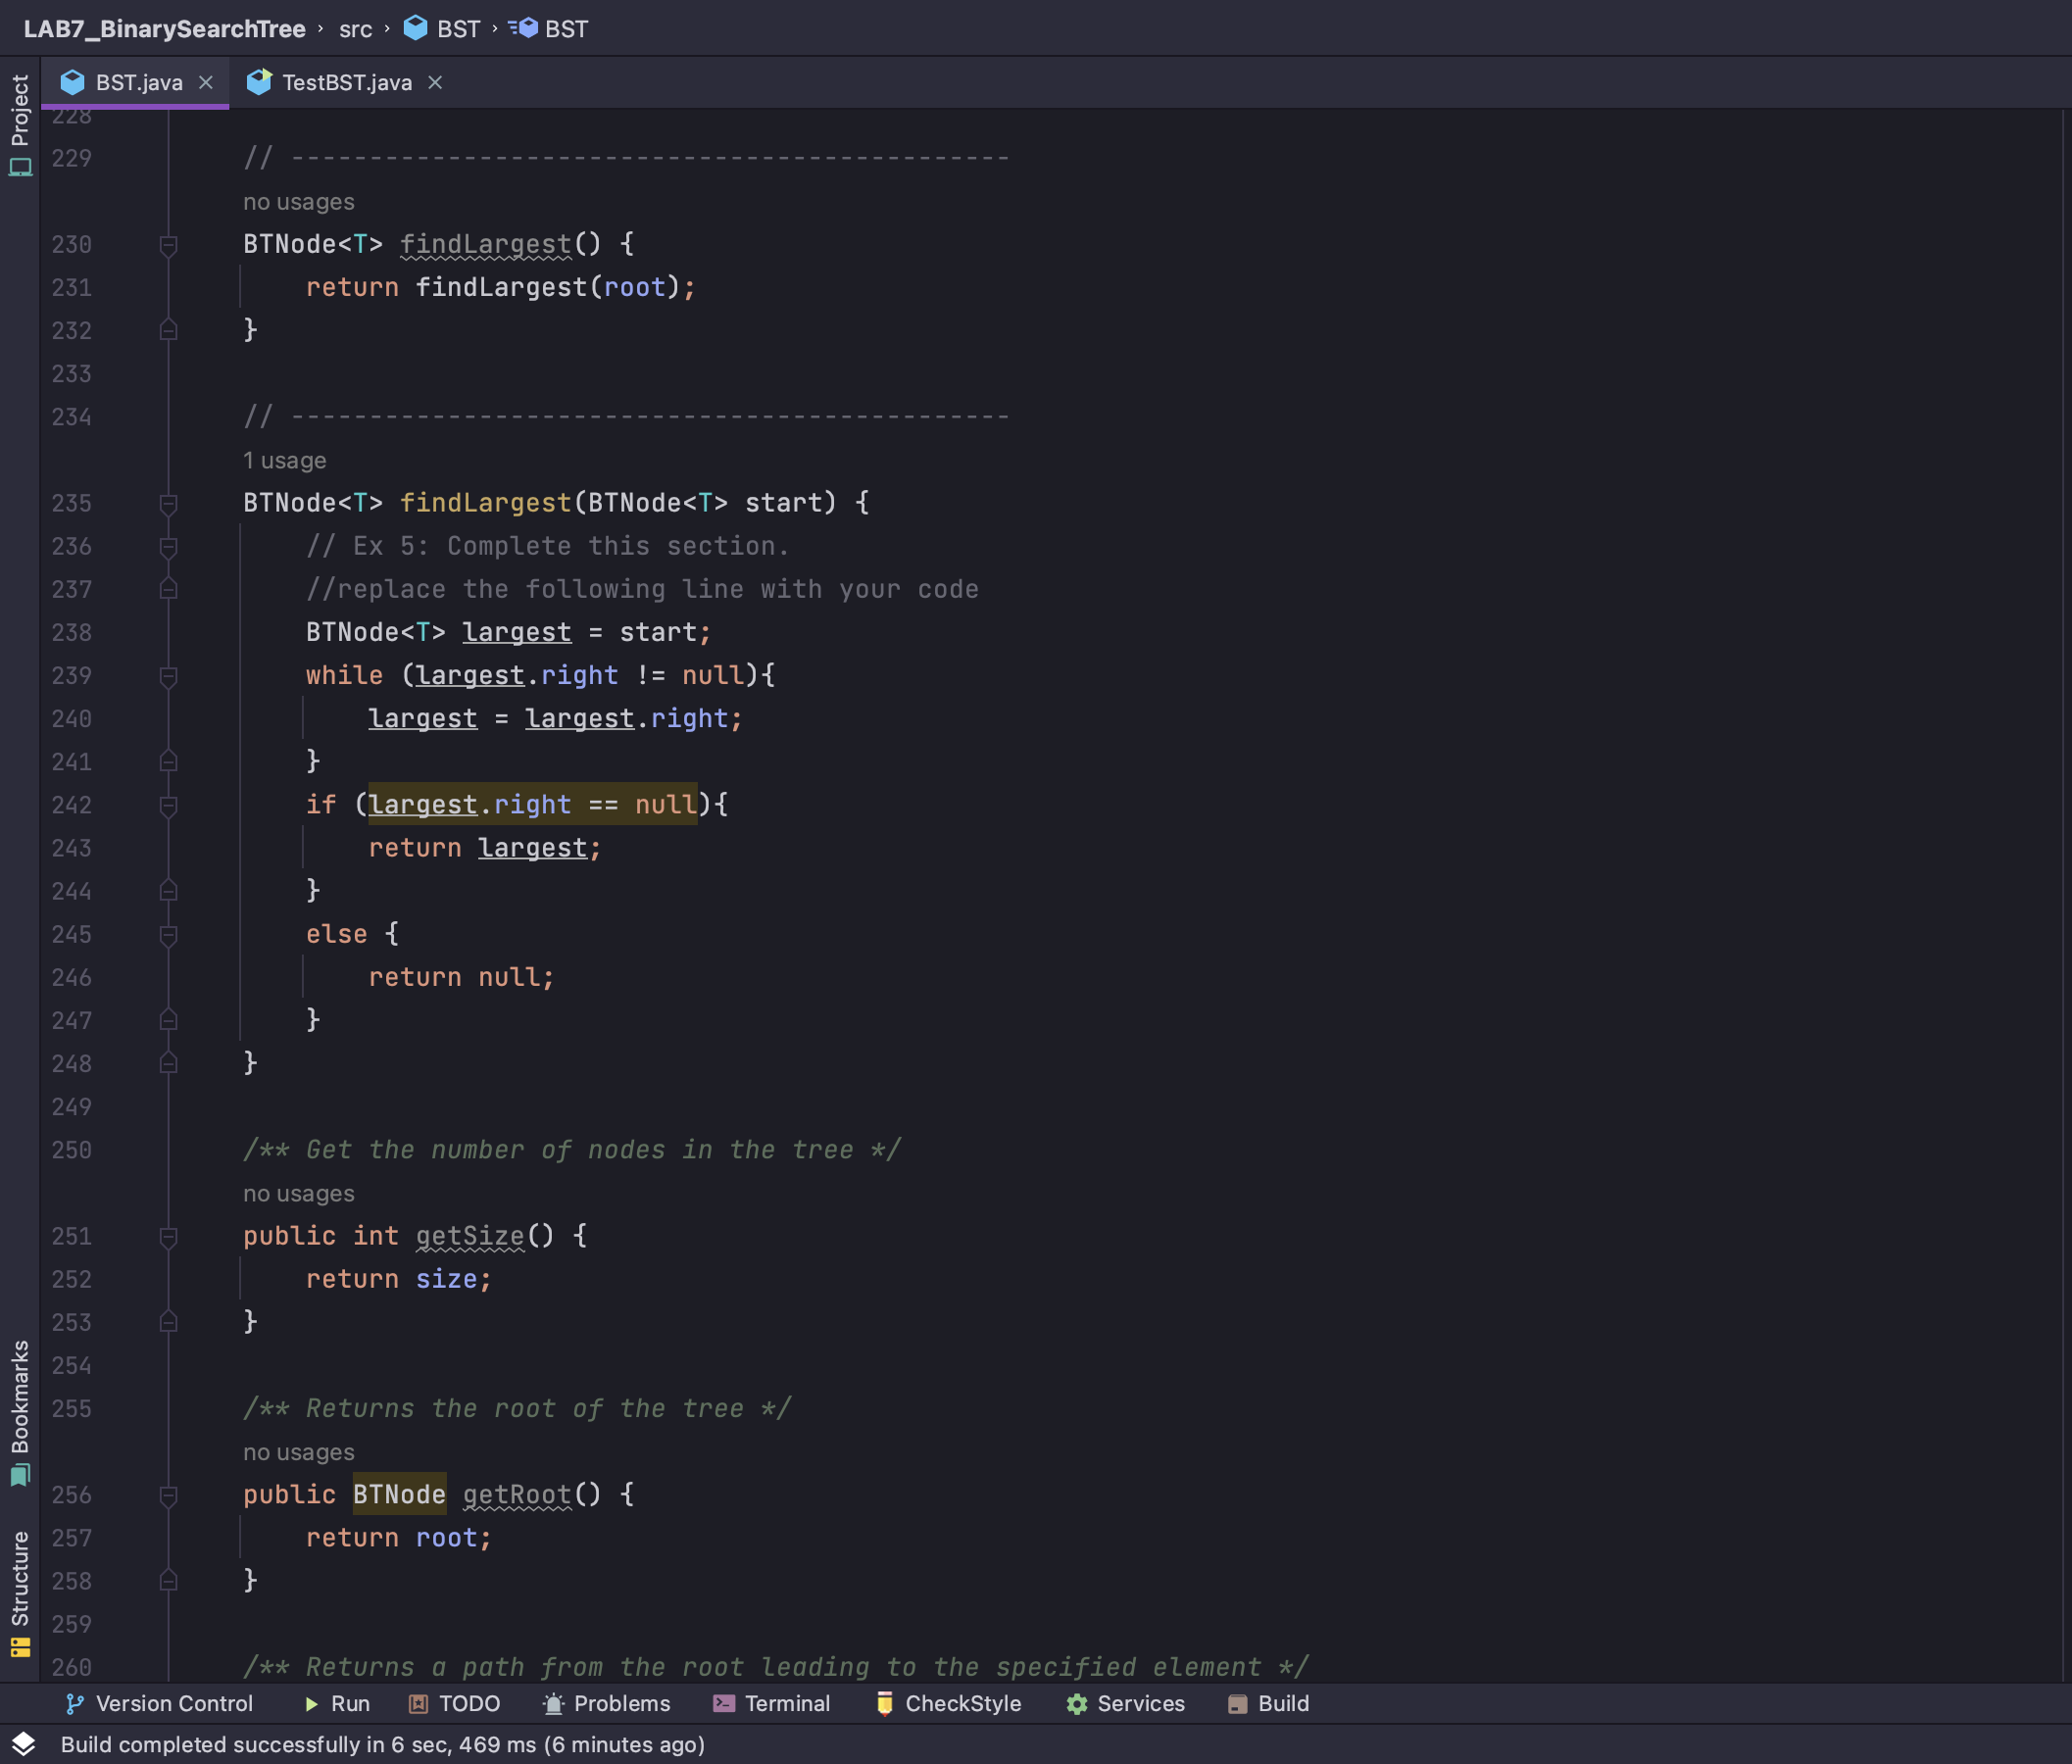 LAB7_BinarySearchTree › src › BST › BST
Project
BST.java × TestBST.java ×
228
229 // ----------------------------------------------
no usages
230 BTNode<T> findLargest() {
231 return findLargest(root);
232 }
233
234 // ----------------------------------------------
1 usage
235 BTNode<T> findLargest(BTNode<T> start) {
236 // Ex 5: Complete this section.
237 //replace the following line with your code
238 BTNode<T> largest = start;
239 while (largest.right != null){
240 largest = largest.right;
241 }
242 if (largest.right == null){
243 return largest;
244 }
245 else {
246 return null;
247 }
248 }
249
250 /** Get the number of nodes in the tree */
no usages
251 public int getSize() {
252 return size;
253 }
254
255 /** Returns the root of the tree */
no usages
256 public BTNode getRoot() {
257 return root;
258 }
259
260 /** Returns a path from the root leading to the specified element */
Bookmarks
Structure
Version Control Run TODO Problems Terminal CheckStyle Services Build
Build completed successfully in 6 sec, 469 ms (6 minutes ago)